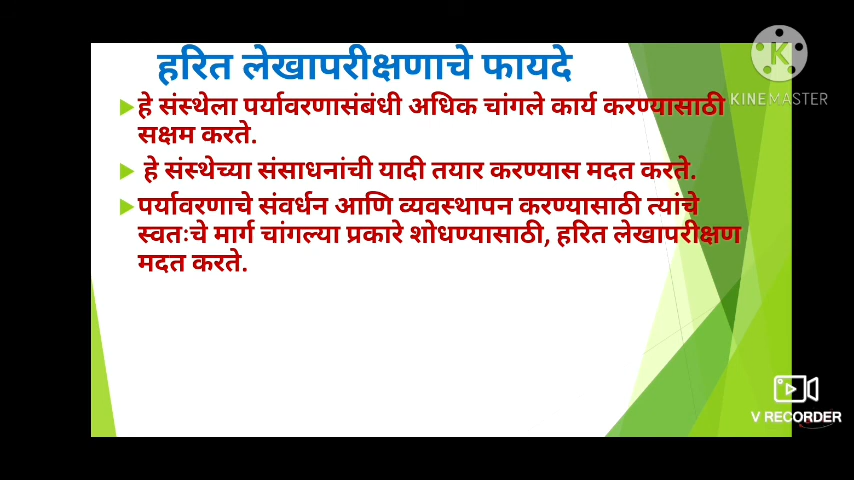 हरित लेखापरीक्षणाचे फायदे
हे संस्थेला पर्यावरणासंबंधी अधिक चांगले कार्य करण्यासाठी
सक्षम करते.
हे संस्थेच्या संसाधनांची यादी तयार करण्यास मदत करते.
पर्यावरणाचे संवर्धन आणि व्यवस्थापन करण्यासाठी त्यांचे
स्वतःचे मार्ग चांगल्या प्रकारे शोधण्यासाठी, हरित लेखापरीक्षण
मदत करते.
K
KINEMASTER
V RECORDER